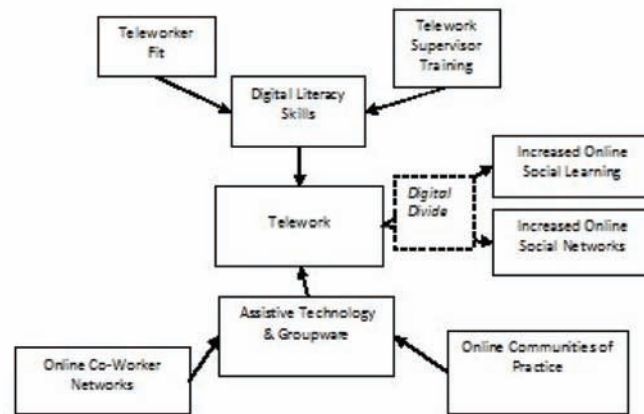 Teleworker
Fit
Telework
Supervisor
Training
Digital Literacy
Skills
Increased Online
Social Learning
Digital
Divide
Telework
Increased Online
Social Networks
Assistive Technology
& Groupware
Online Co-Worker
Networks
Online Communities of
Practice